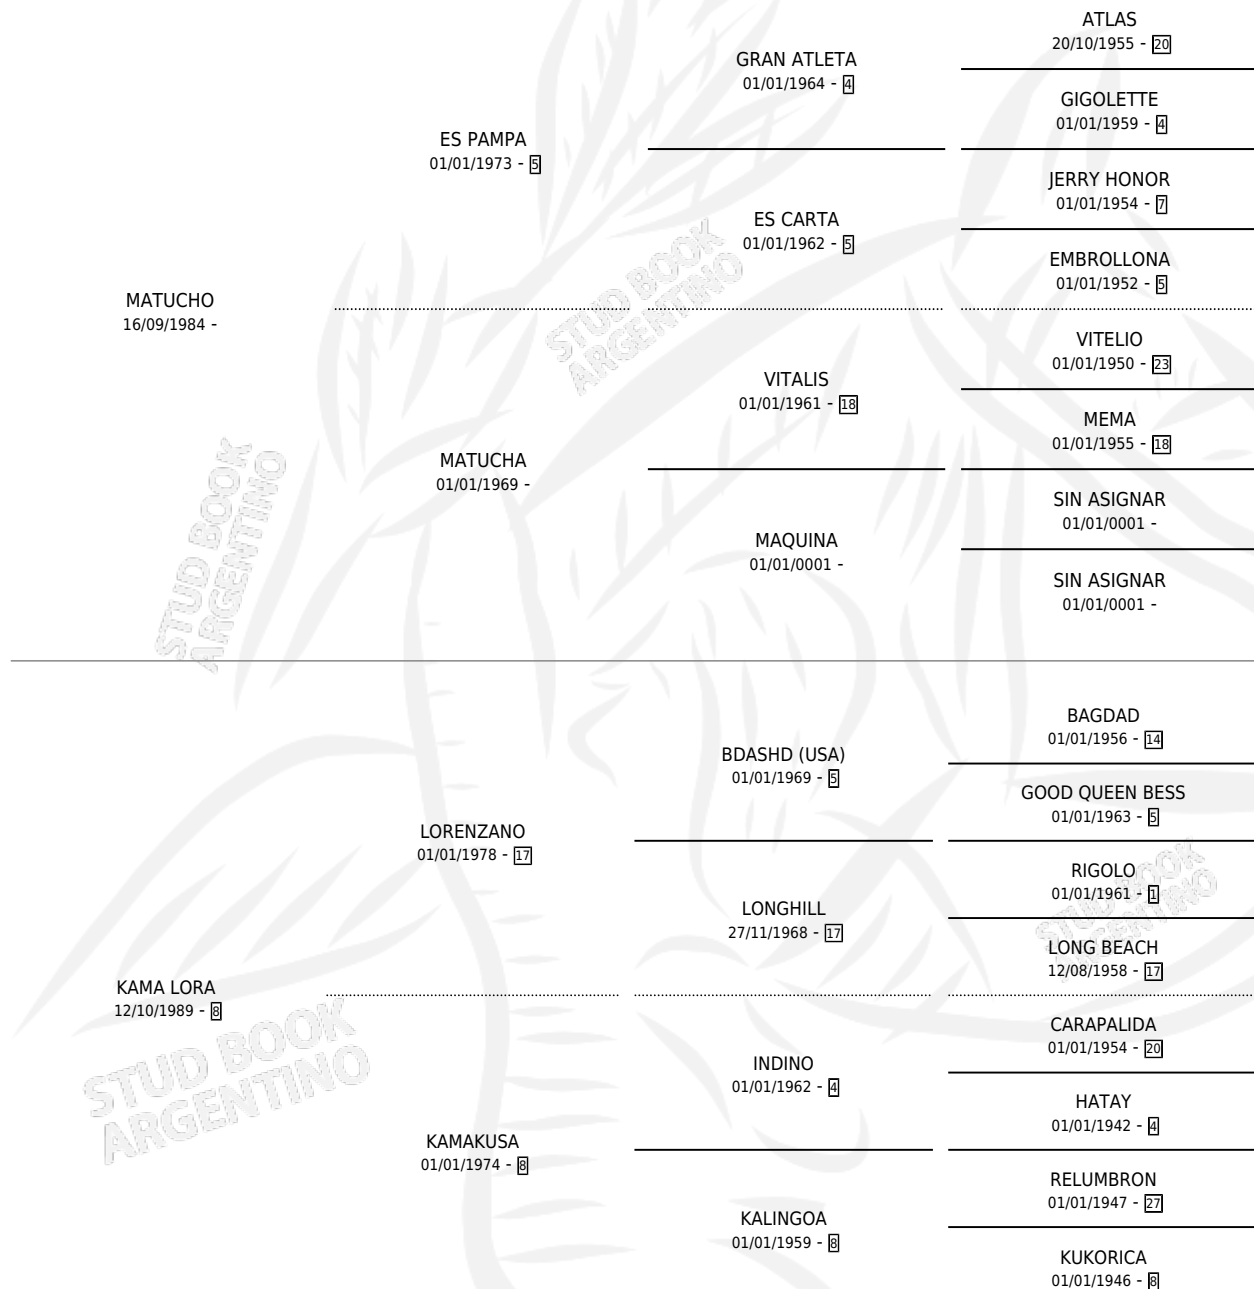 ATLAS
20/10/1955 - 20
GRAN ATLETA
01/01/1964 - 4
GIGOLETTE
01/01/1959 - 4
ES PAMPA
01/01/1973 - 5
JERRY HONOR
01/01/1954 - 7
ES CARTA
01/01/1962 - 5
EMBROLLONA
01/01/1952 - 5
MATUCHO
16/09/1984 -
VITELIO
01/01/1950 - 23
VITALIS
01/01/1961 - 18
MEMA
01/01/1955 - 18
MATUCHA
01/01/1969 -
SIN ASIGNAR
01/01/0001 -
MAQUINA
01/01/0001 -
SIN ASIGNAR
01/01/0001 -
BAGDAD
01/01/1956 - 14
BDASHD (USA)
01/01/1969 - 5
GOOD QUEEN BESS
01/01/1963 - 5
LORENZANO
01/01/1978 - 17
RIGOLO
01/01/1961 - 1
LONGHILL
27/11/1968 - 17
LONG BEACH
12/08/1958 - 17
KAMA LORA
12/10/1989 - 8
CARAPALIDA
01/01/1954 - 20
INDINO
01/01/1962 - 4
HATAY
01/01/1942 - 4
KAMAKUSA
01/01/1974 - 8
RELUMBRON
01/01/1947 - 27
KALINGOA
01/01/1959 - 8
KUKORICA
01/01/1946 - 8
STUD BOOK
ARGENTINO
STUD BOOK
ARGENTINO
STUD BOOK
ARGENTINO
STUD BOOK
ARGENTINO